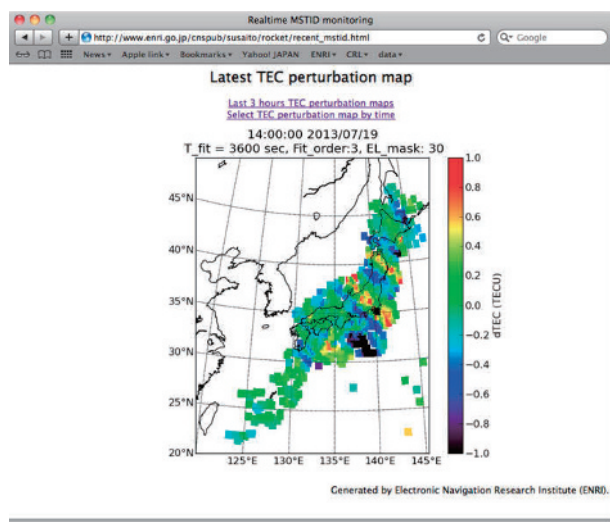 Realtime MSTID monitoring
http://www.enri.go.jp/cnspub/susaito/rocket/recent_mstid.html
Google
News Apple link Bookmarks Yahoo! JAPAN ENRI CRL data
Latest TEC perturbation map
Last 3 hours TEC perturbation maps
Select TEC perturbation map by time
14:00:00 2013/07/19
T_fit = 3600 sec, Fit_order:3, EL_mask: 30
45°N
40°N
35°N
30°N
25°N
20°N
125°E 130°E 135°E 140°E 145°E
1.0
0.8
0.6
0.4
0.2
0.0
−0.2
−0.4
−0.6
−0.8
−1.0
dTEC (TECU)
Generated by Electronic Navigation Research Institute (ENRI).